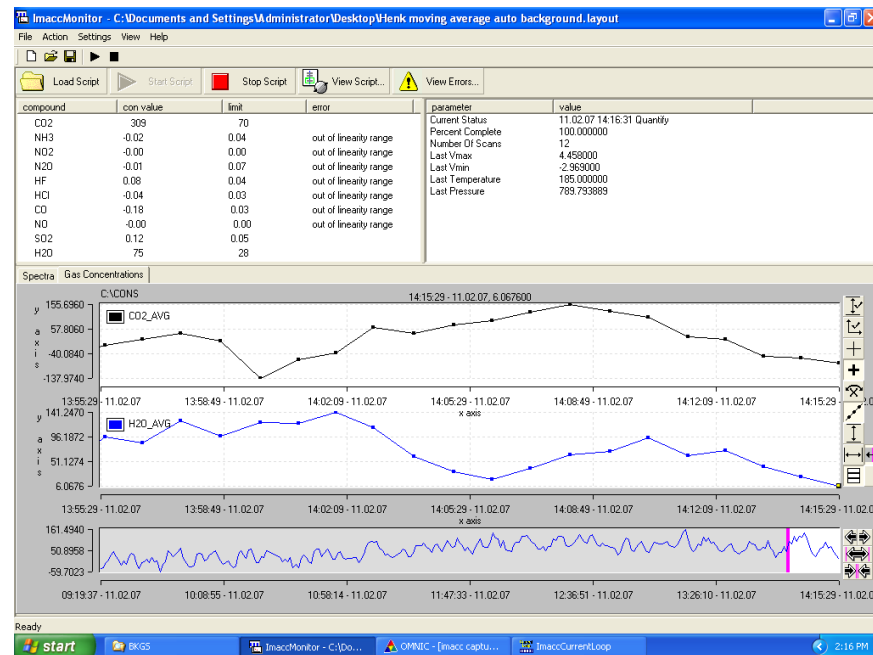 ImaccMonitor - C:\Documents and Settings\Administrator\Desktop\Henk moving average auto background.layout
File Action Settings View Help
Load Script Start Script Stop Script View Script... View Errors...
compound con value limit error
CO2 309 70
NH3 -0.02 0.04 out of linearity range
NO2 -0.00 0.00 out of linearity range
N2O -0.01 0.07 out of linearity range
HF 0.08 0.04 out of linearity range
HCl -0.04 0.03 out of linearity range
CO -0.18 0.03 out of linearity range
NO -0.00 0.00 out of linearity range
SO2 0.12 0.05
H2O 75 28
parameter value
Current Status 11.02.07 14:16:31 Quantify
Percent Complete 100.000000
Number Of Scans 12
Last Vmax 4.458000
Last Vmin -2.969000
Last Temperature 185.000000
Last Pressure 789.793889
Spectra Gas Concentrations
C:\CONS 14:15:29 - 11.02.07, 6.067600
y axis
155.6960
57.8060
-40.0840
-137.9740
CO2_AVG
13:55:29 - 11.02.07 13:58:49 - 11.02.07 14:02:09 - 11.02.07 14:05:29 - 11.02.07 14:08:49 - 11.02.07 14:12:09 - 11.02.07 14:15:29 -
x axis
y axis
141.2470
96.1872
51.1274
6.0676
H2O_AVG
13:55:29 - 11.02.07 13:58:49 - 11.02.07 14:02:09 - 11.02.07 14:05:29 - 11.02.07 14:08:49 - 11.02.07 14:12:09 - 11.02.07 14:15:29 - 11.02.0
x axis
161.4940
50.8958
-59.7023
09:19:37 - 11.02.07 10:08:55 - 11.02.07 10:58:14 - 11.02.07 11:47:33 - 11.02.07 12:36:51 - 11.02.07 13:26:10 - 11.02.07 14:15:29 - 11.02.0
Ready
start BKGS ImaccMonitor - C:\Do... OMNIC - [imacc captu... ImaccCurrentLoop 2:16 PM